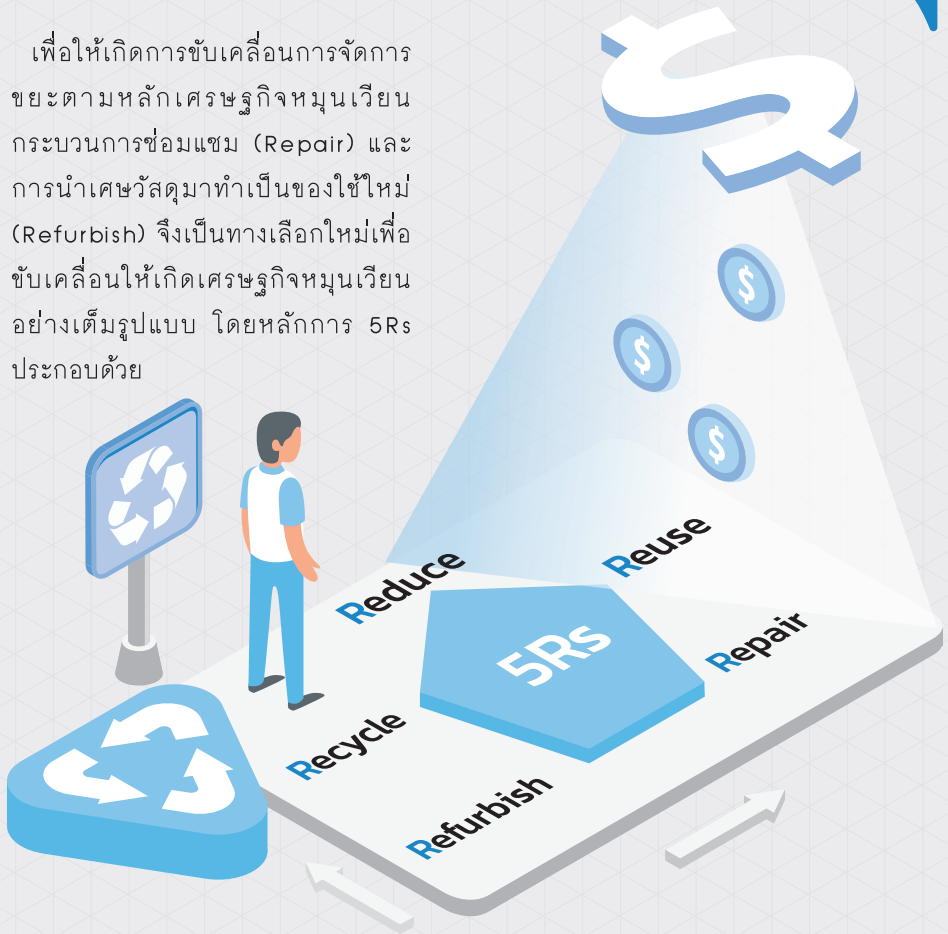 เพื่อให้เกิดการขับเคลื่อนการจัดการ
ขยะตามหลักเศรษฐกิจหมุนเวียน
กระบวนการซ่อมแซม (Repair) และ
การนำเศษวัสดุมาทำเป็นของใช้ใหม่
(Refurbish) จึงเป็นทางเลือกใหม่เพื่อ
ขับเคลื่อนให้เกิดเศรษฐกิจหมุนเวียน
อย่างเต็มรูปแบบ โดยหลักการ 5Rs
ประกอบด้วย
$
$
$
$
Reduce
Reuse
5Rs
Repair
Recycle
Refurbish